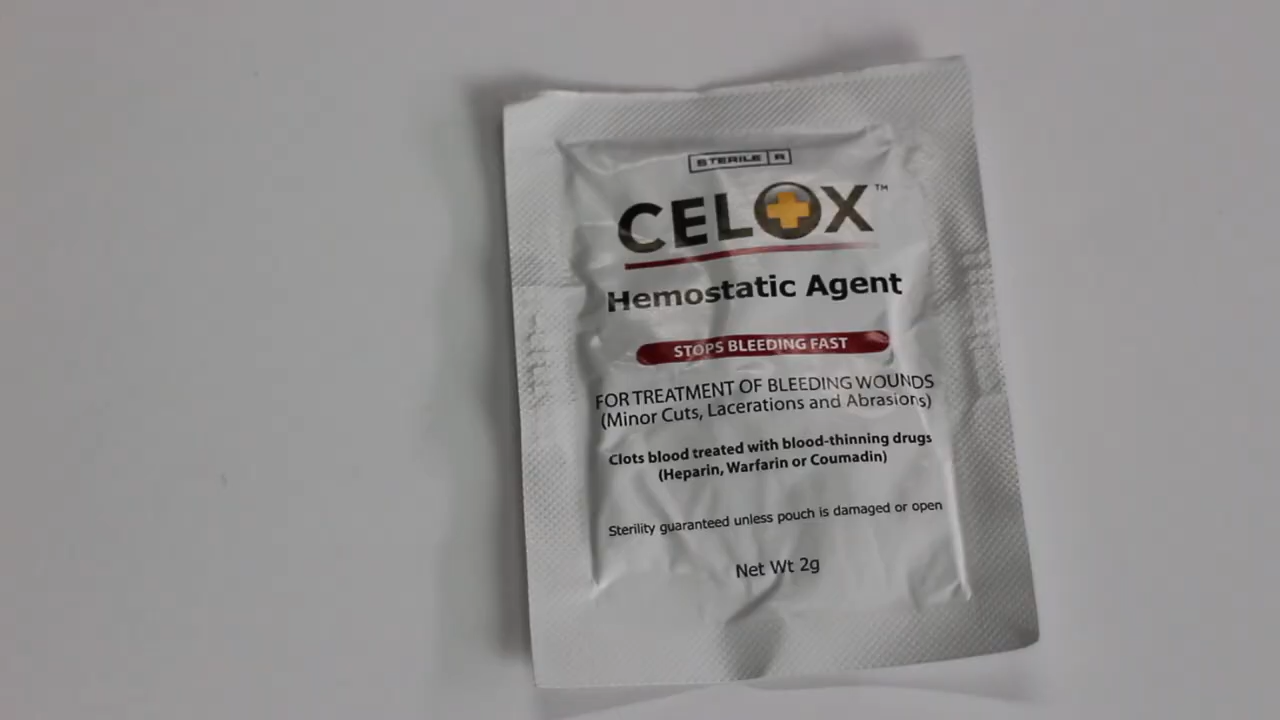 STERILE R
CELOX™
Hemostatic Agent
STOPS BLEEDING FAST
FOR TREATMENT OF BLEEDING WOUNDS
(Minor Cuts, Lacerations and Abrasions)
Clots blood treated with blood-thinning drugs
(Heparin, Warfarin or Coumadin)
Sterility guaranteed unless pouch is damaged or open
Net Wt 2g